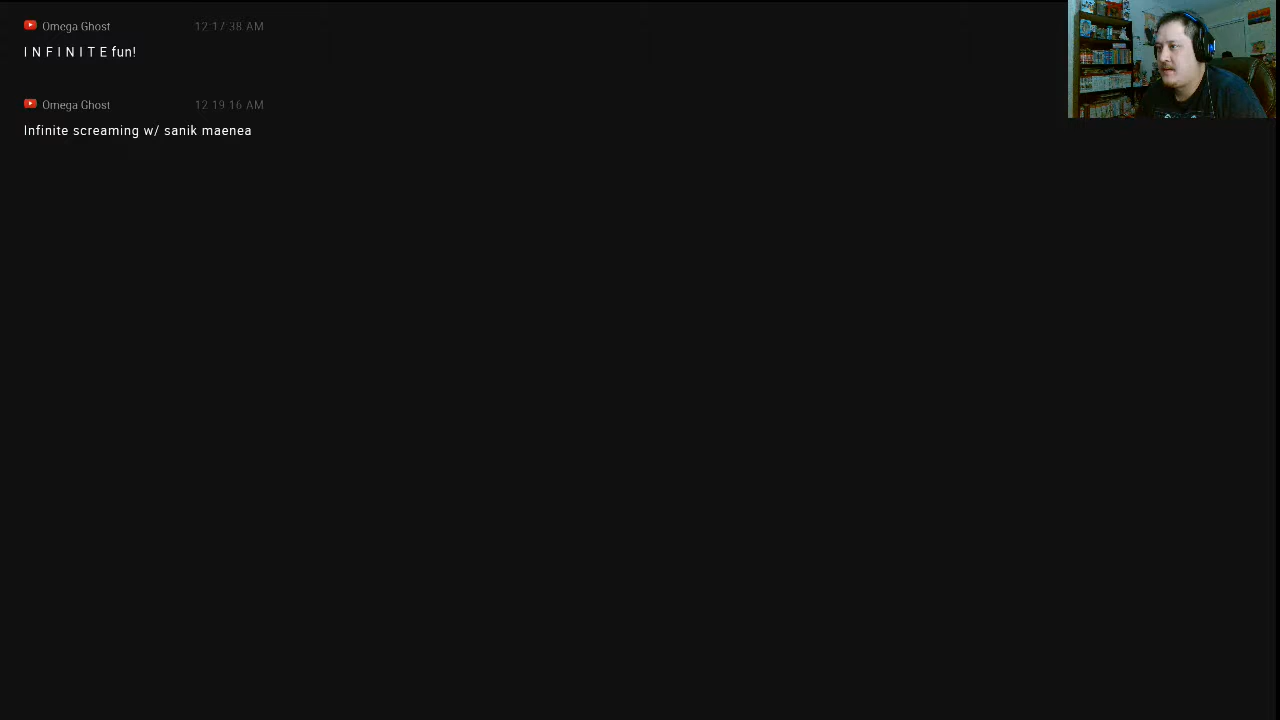 Omega Ghost 12:17:38 AM
I N F I N I T E fun!
Omega Ghost 12:19:16 AM
Infinite screaming w/ sanik maenea